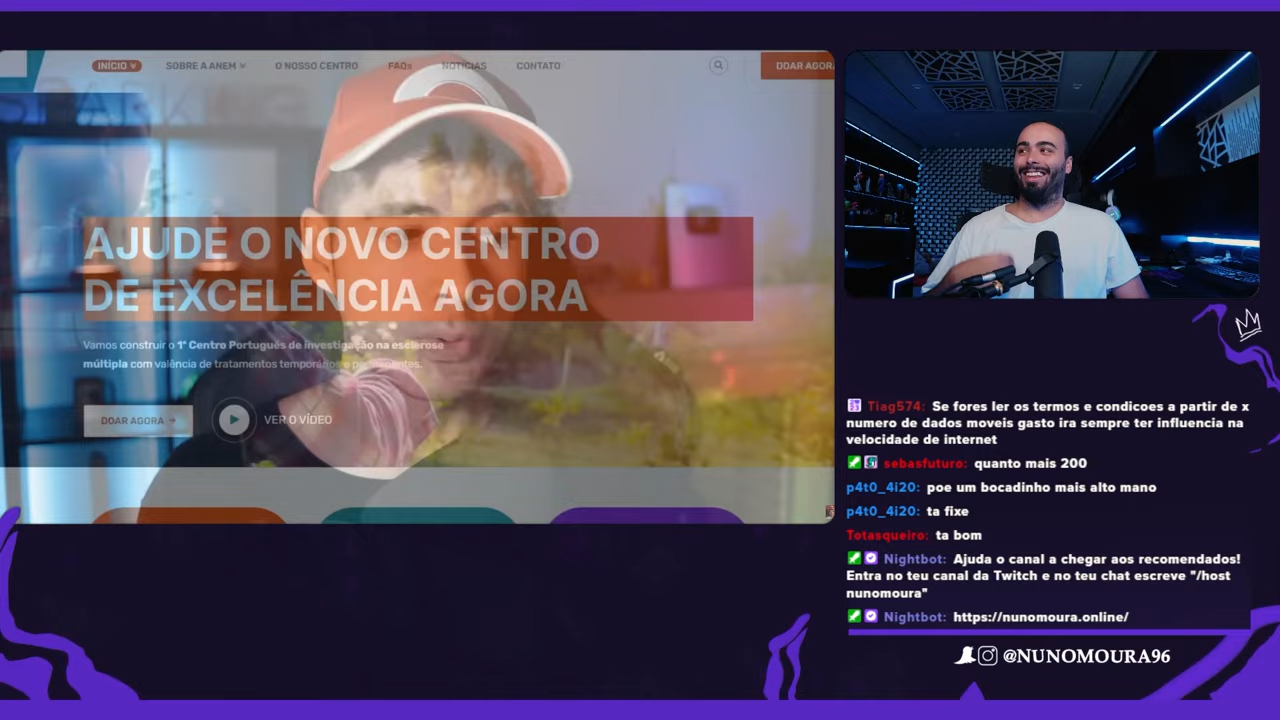 INÍCIO
SOBRE A ANEM
O NOSSO CENTRO
FAQs
NOTÍCIAS
CONTATO
DOAR AGORA
AJUDE O NOVO CENTRO
DE EXCELÊNCIA AGORA
Vamos construir o 1º Centro Português de investigação na esclerose
múltipla com valência de tratamentos temporários e permanentes.
DOAR AGORA →
VER O VÍDEO
Tiag574: Se fores ler os termos e condicoes a partir de x
numero de dados moveis gasto ira sempre ter influencia na
velocidade de internet
sebasfuturo: quanto mais 200
p4t0_4i20: poe um bocadinho mais alto mano
p4t0_4i20: ta fixe
Totasqueiro: ta bom
Nightbot: Ajuda o canal a chegar aos recomendados!
Entra no teu canal da Twitch e no teu chat escreve "/host
nunomoura"
Nightbot: https://nunomoura.online/
@NUNOMOURA96